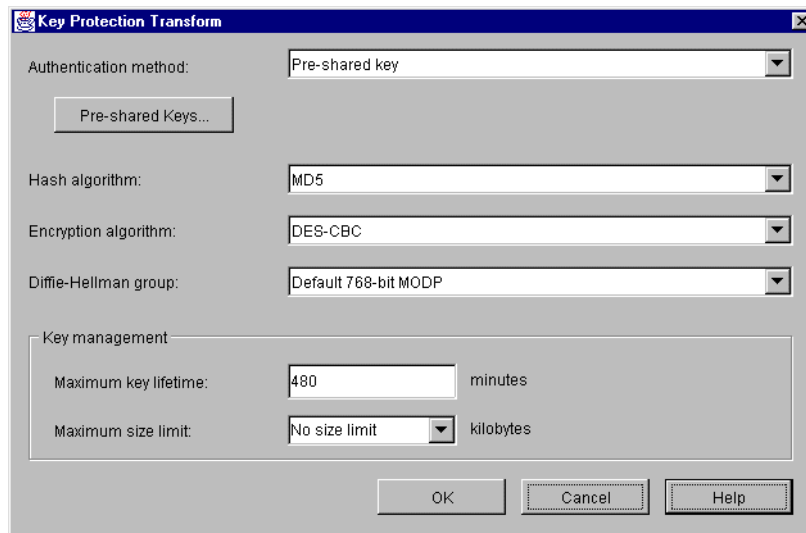 Key Protection Transform
Authentication method: Pre-shared key
Pre-shared Keys...
Hash algorithm: MD5
Encryption algorithm: DES-CBC
Diffie-Hellman group: Default 768-bit MODP
Key management
Maximum key lifetime: 480 minutes
Maximum size limit: No size limit kilobytes
OK Cancel Help